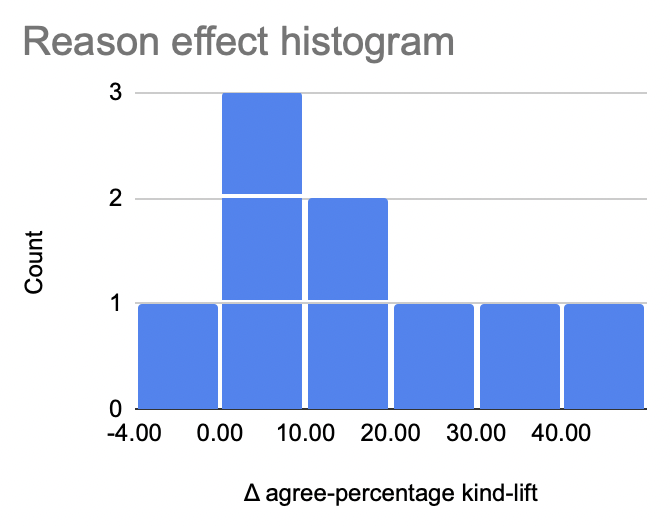 Reason effect histogram
3
2
1
0
Count
-4.00 0.00 10.00 20.00 30.00 40.00
Δ agree-percentage kind-lift